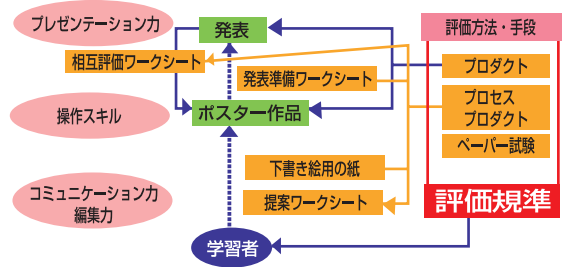 プレゼンテーション力
発表
評価方法・手段
相互評価ワークシート
プロダクト
発表準備ワークシート
プロセス
プロダクト
操作スキル
ポスター作品
ペーパー試験
下書き絵用の紙
コミュニケーション力
編集力
提案ワークシート
評価規準
学習者